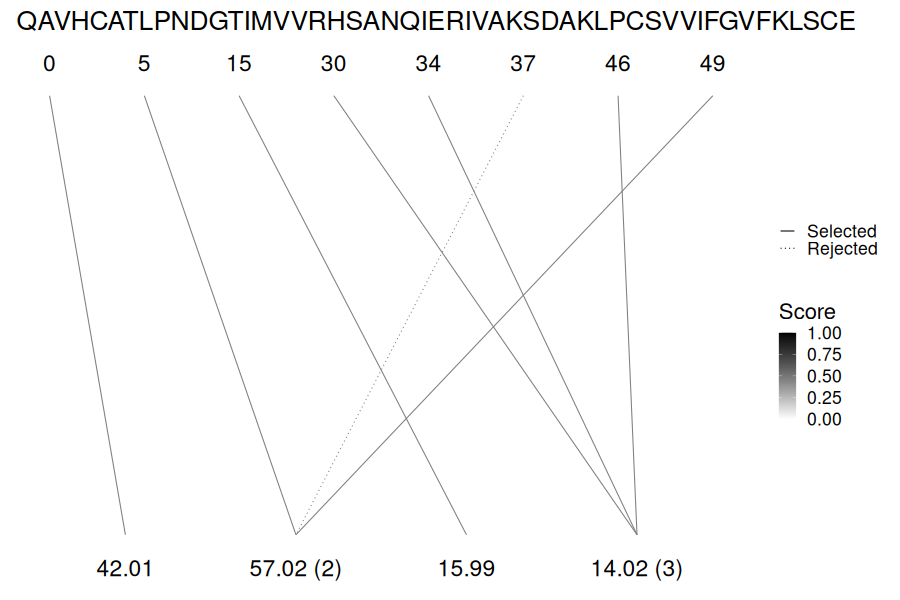 QAVHCATLPNDGTIMVVRHSANQIERIVAKSDAKLPCSVVIFGVFKLSCE
0 5 15 30 34 37 46 49
Selected
Rejected
Score
1.00
0.75
0.50
0.25
0.00
42.01 57.02 (2) 15.99 14.02 (3)